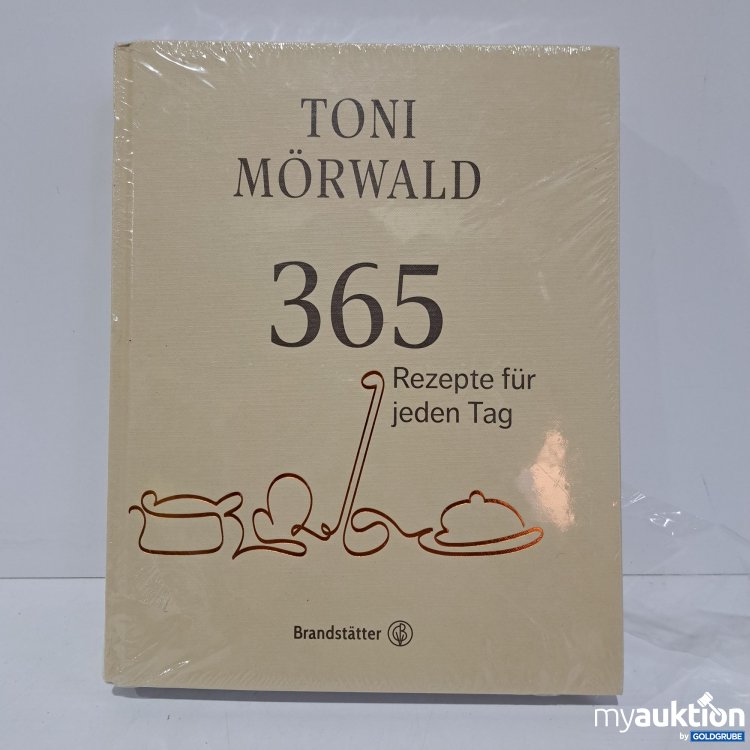 TONI
MÖRWALD
365
Rezepte für
jeden Tag
Brandstätter
myauktion
by GOLDGRUBE